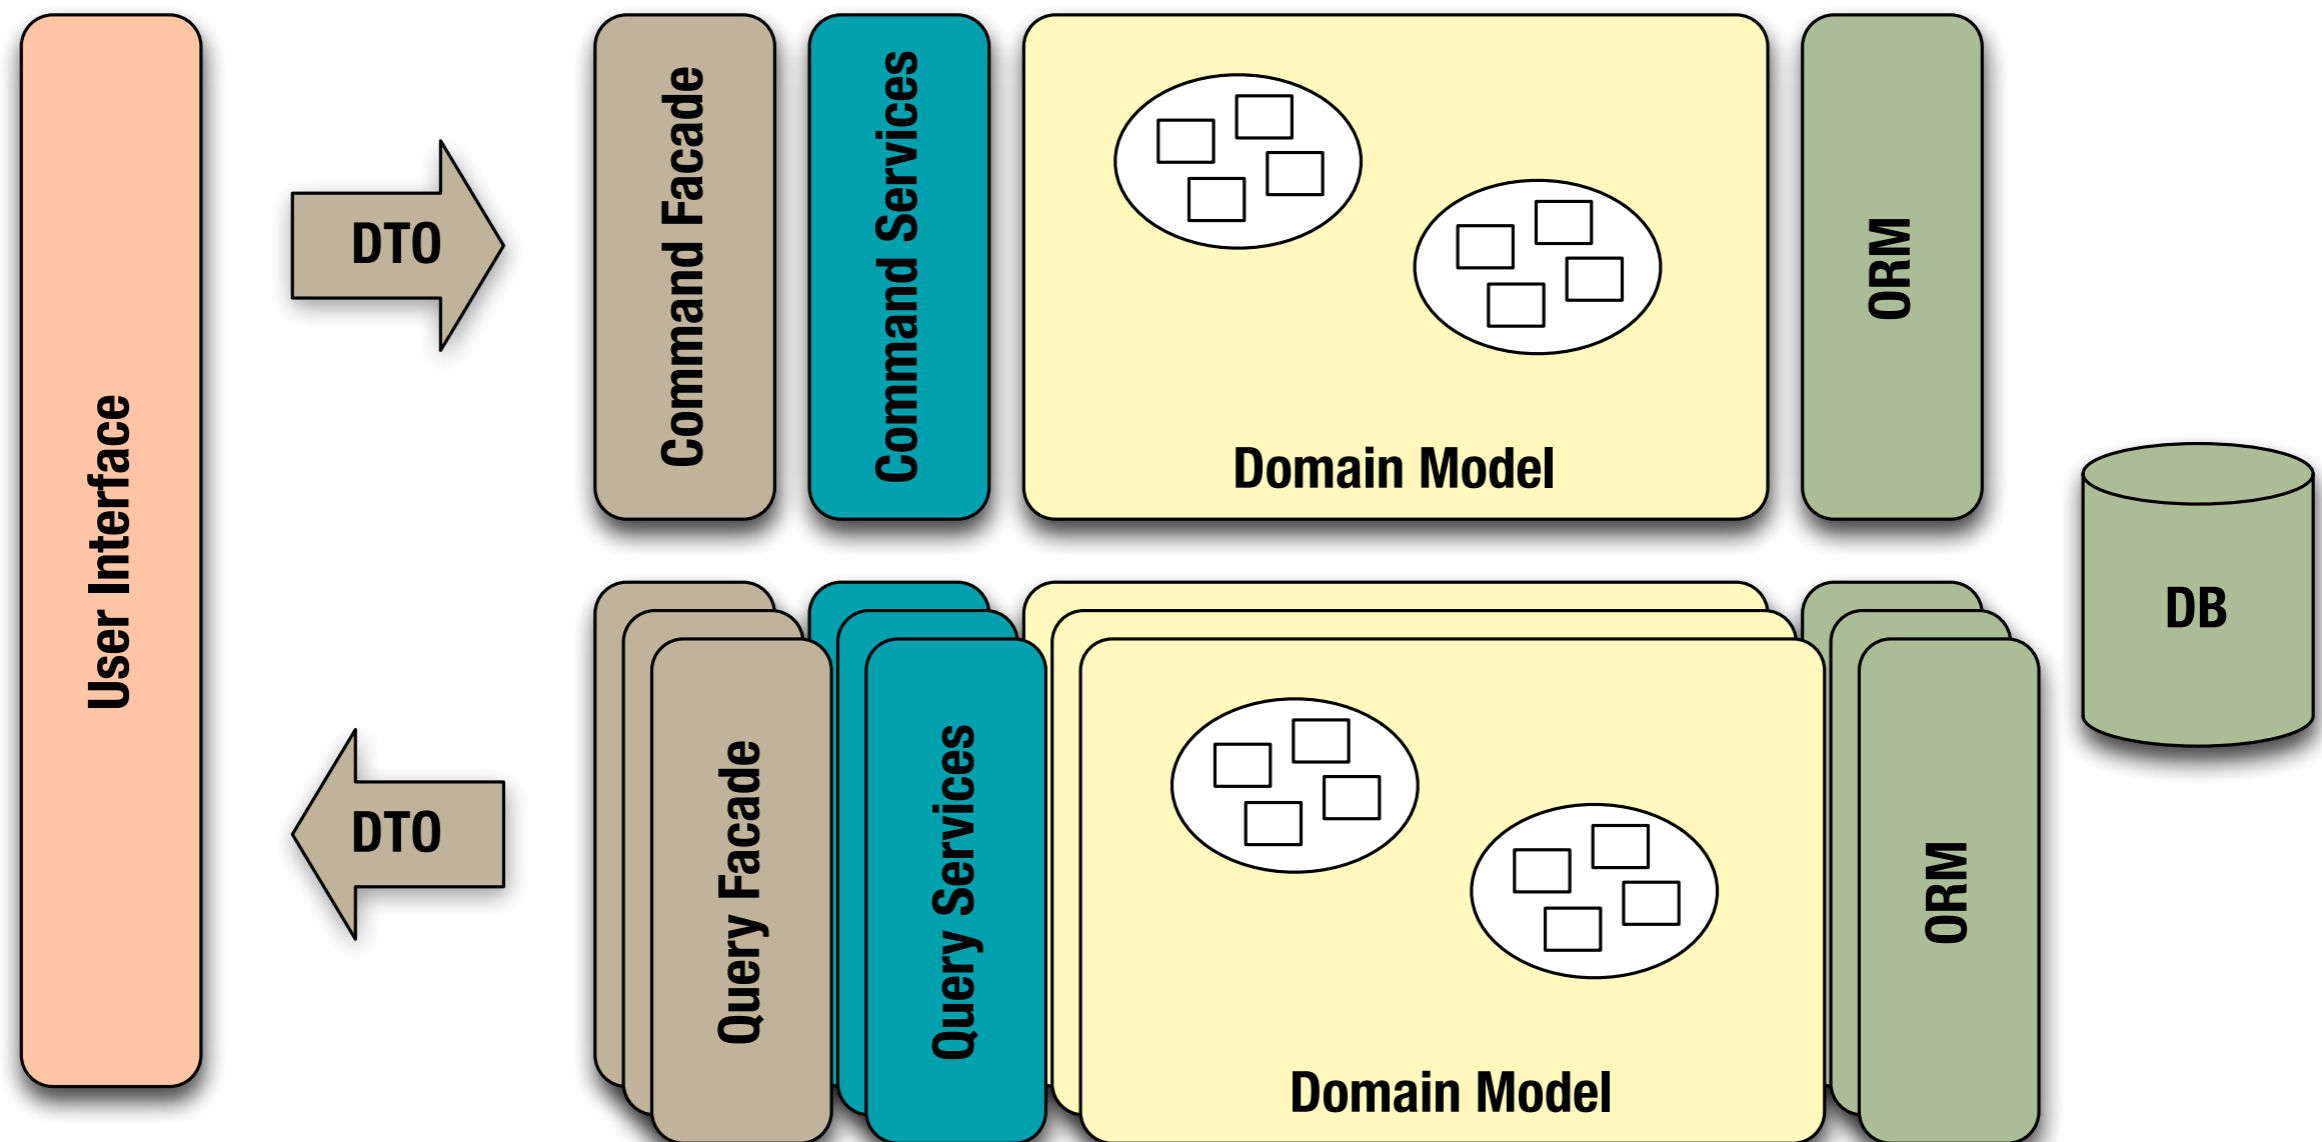 User Interface
DTO
Command Facade
Command Services
Domain Model
ORM
DB
DTO
Query Facade
Query Services
Domain Model
ORM